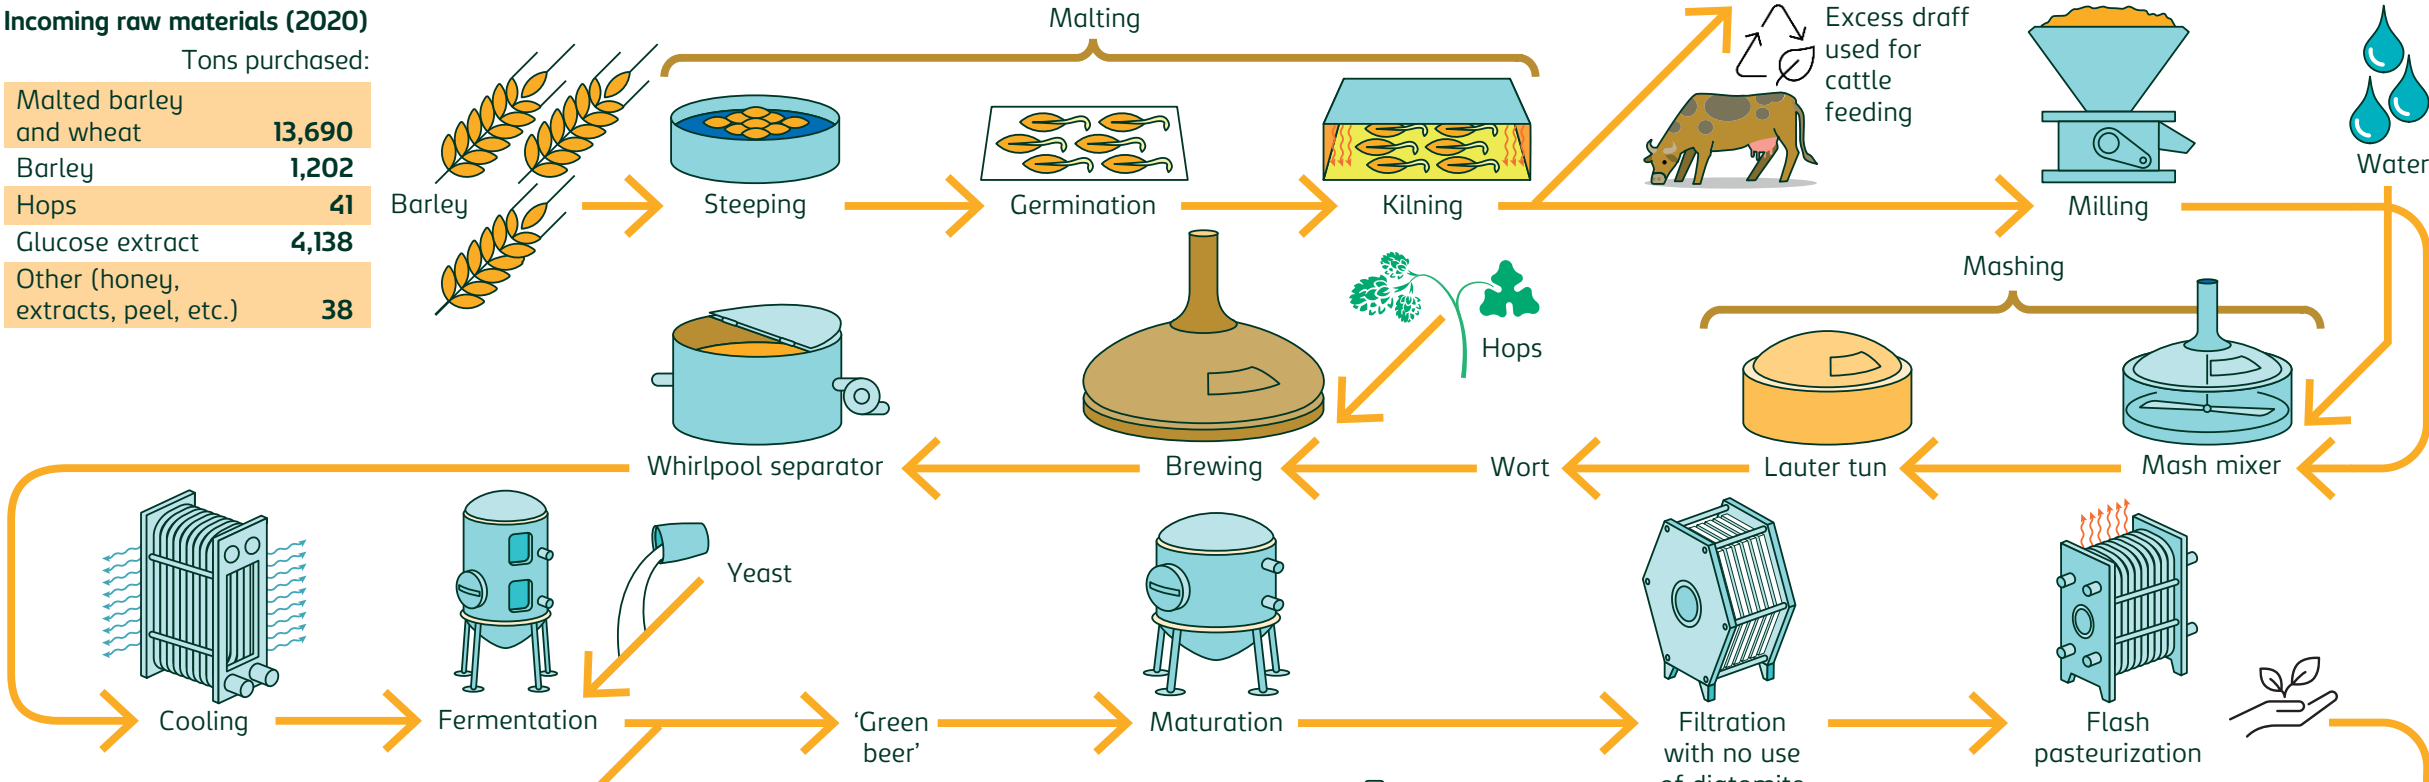 Incoming raw materials (2020)
Tons purchased:
Malted barley
and wheat 13,690
Barley 1,202
Hops 41
Glucose extract 4,138
Other (honey,
extracts, peel, etc.) 38
Malting
Barley
Steeping
Germination
Kilning
Excess draff
used for
cattle
feeding
Milling
Water
Mashing
Hops
Whirlpool separator
Brewing
Wort
Lauter tun
Mash mixer
Yeast
Cooling
Fermentation
‘Green
beer’
Maturation
Filtration
with no use
of diatomite
Flash
pasteurization